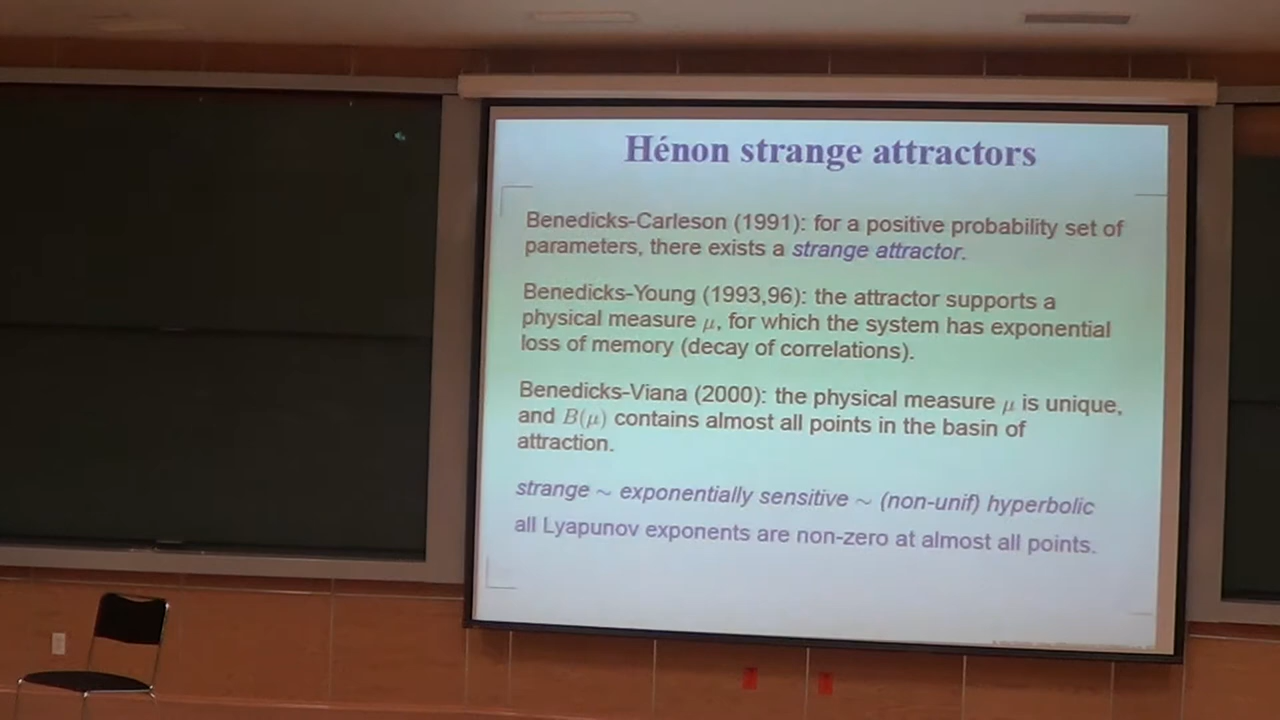 Hénon strange attractors
Benedicks-Carleson (1991): for a positive probability set of
parameters, there exists a strange attractor.
Benedicks-Young (1993,96): the attractor supports a
physical measure μ, for which the system has exponential
loss of memory (decay of correlations).
Benedicks-Viana (2000): the physical measure μ is unique,
and B(μ) contains almost all points in the basin of
attraction.
strange ~ exponentially sensitive ~ (non-unif) hyperbolic
all Lyapunov exponents are non-zero at almost all points.